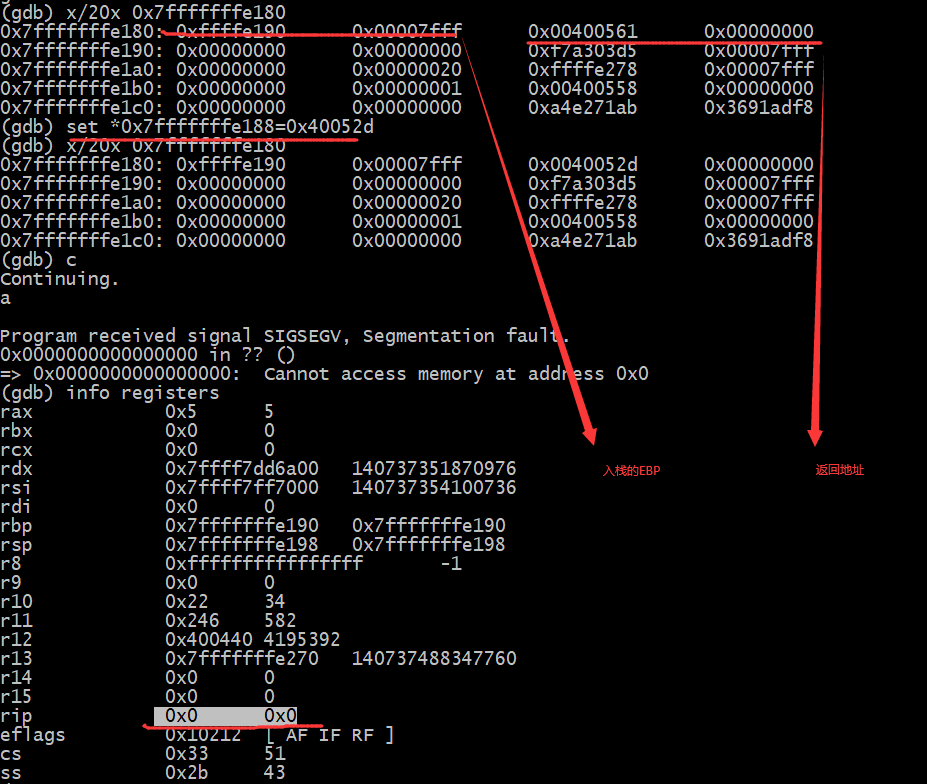 (gdb) x/20x 0x7fffffffe180
0x7fffffffe180: 0xffffe190 0x00007fff 0x00400561 0x00000000
0x7fffffffe190: 0x00000000 0x00000000 0xf7a303d5 0x00007fff
0x7fffffffe1a0: 0x00000000 0x00000020 0xffffe278 0x00007fff
0x7fffffffe1b0: 0x00000000 0x00000001 0x00400558 0x00000000
0x7fffffffe1c0: 0x00000000 0x00000000 0xa4e271ab 0x3691adf8
(gdb) set *0x7fffffffe188=0x40052d
(gdb) x/20x 0x7fffffffe180
0x7fffffffe180: 0xffffe190 0x00007fff 0x0040052d 0x00000000
0x7fffffffe190: 0x00000000 0x00000000 0xf7a303d5 0x00007fff
0x7fffffffe1a0: 0x00000000 0x00000020 0xffffe278 0x00007fff
0x7fffffffe1b0: 0x00000000 0x00000001 0x00400558 0x00000000
0x7fffffffe1c0: 0x00000000 0x00000000 0xa4e271ab 0x3691adf8
(gdb) c
Continuing.
a
Program received signal SIGSEGV, Segmentation fault.
0x0000000000000000 in ?? ()
=> 0x0000000000000000: Cannot access memory at address 0x0
(gdb) info registers
rax 0x5 5
rbx 0x0 0
rcx 0x0 0
rdx 0x7ffff7dd6a00 140737351870976
入栈的EBP
返回地址
rsi 0x7ffff7ff7000 140737354100736
rdi 0x0 0
rbp 0x7fffffffe190 0x7fffffffe190
rsp 0x7fffffffe198 0x7fffffffe198
r8 0xffffffffffffffff -1
r9 0x0 0
r10 0x22 34
r11 0x246 582
r12 0x400440 4195392
r13 0x7fffffffe270 140737488347760
r14 0x0 0
r15 0x0 0
rip 0x0 0x0
eflags 0x10212 [ AF IF RF ]
cs 0x33 51
ss 0x2b 43